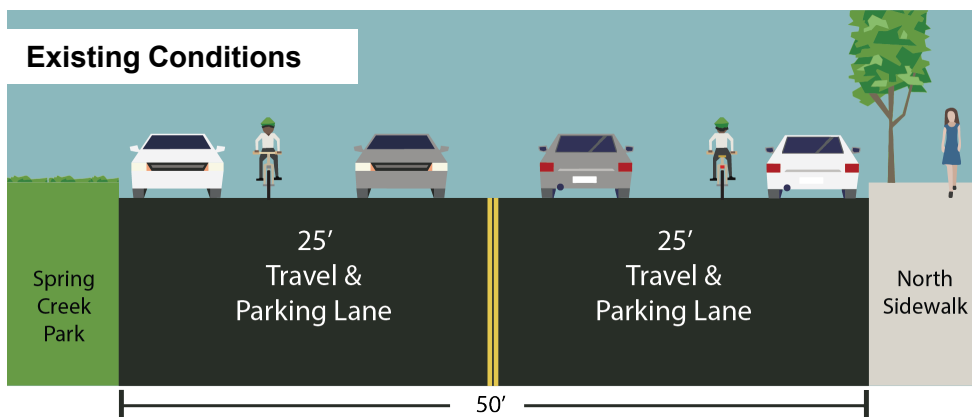 Existing Conditions
25’
Travel &
Parking Lane
25’
Travel &
Parking Lane
Spring
Creek
Park
North
Sidewalk
50’